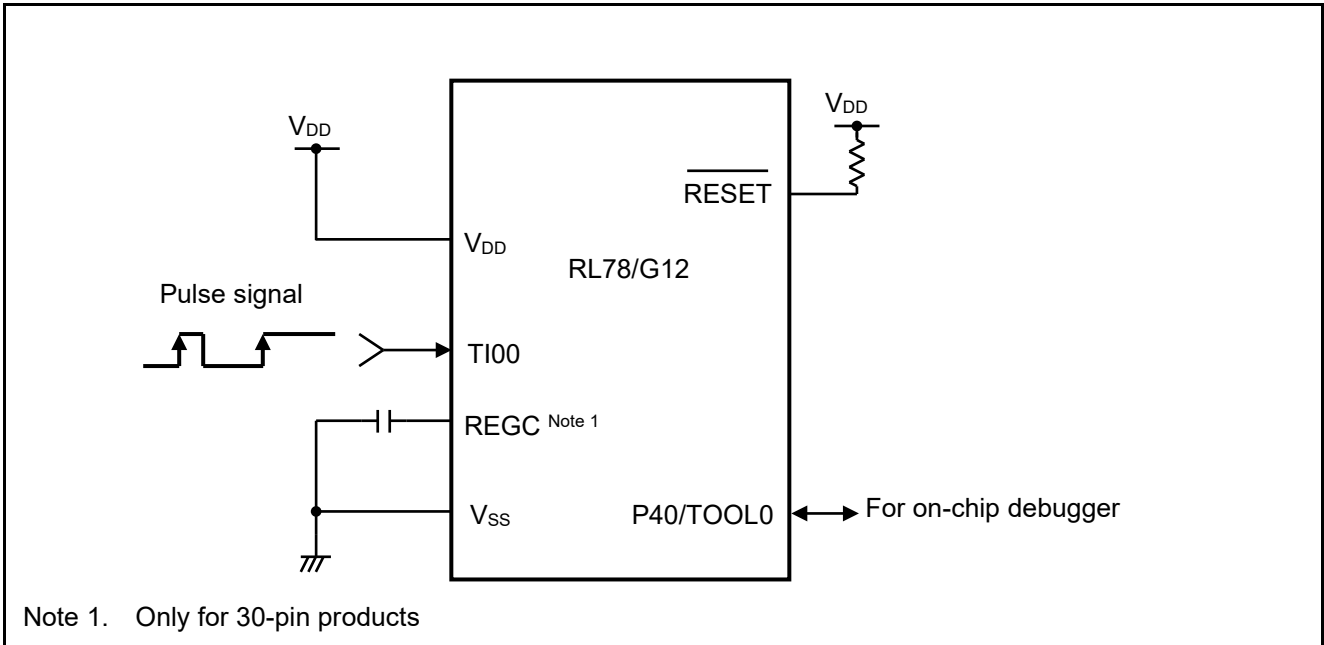 VDD
VDD
RESET
VDD
RL78/G12
Pulse signal
TI00
REGC Note 1
VSS
P40/TOOL0
For on-chip debugger
Note 1. Only for 30-pin products